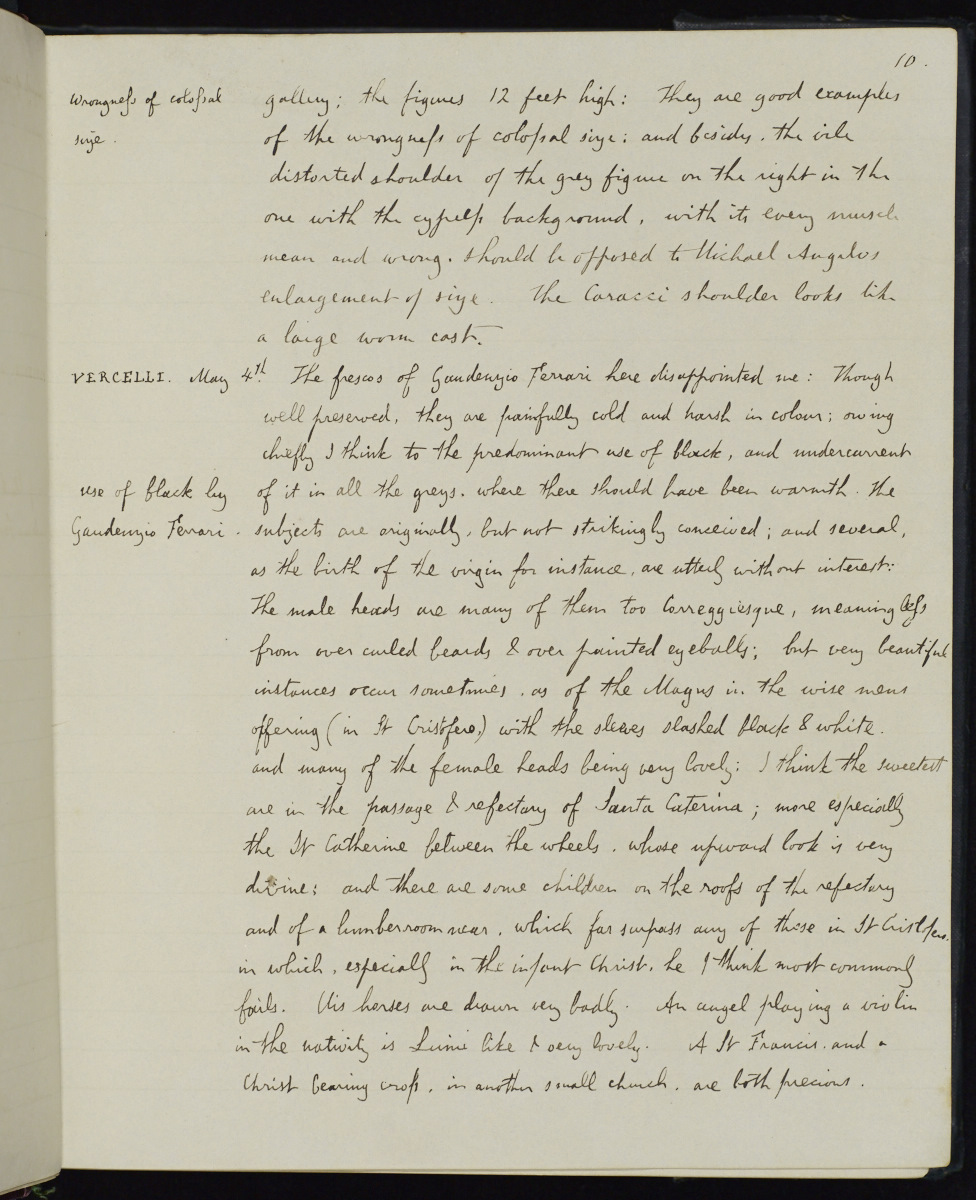 10.
Wrongness of colossal
size.
gallery; the figures 12 feet high: They are good examples
of the wrongness of colossal size; and besides, the vile
distorted shoulder of the grey figure on the right in the
one with the cypress background, with its every muscle
mean and wrong. should be opposed to Michael Angelos
enlargement of size. The Caracci shoulder looks like
a large worm cast.
VERCELLI. May 4th. The frescos of Gaudenzio Ferrari here disappointed me: Though
well preserved, they are painfully cold and harsh in colour; owing
chiefly I think to the predominant use of black, and undercurrent
use of black by
of it in all the greys. where there should have been warmth. The
Gaudenzio Ferrari.
subjects are originally, but not strikingly conceived; and several,
as the birth of the virgin for instance, are utterly without interest:
The male heads are many of them too Correggiesque, meaningless
from over curled beards & over painted eyeballs; but very beautiful
instances occur sometimes, as of the Magus in the wise mens
offering (in St Cristofero,) with the sleeves slashed black & white.
and many of the female heads being very lovely: I think the sweetest
are in the passage & refectory of Santa Caterina; more especially
the St Catherine between the wheels, whose upward look is very
divine: and there are some children on the roofs of the refectory
and of a lumberroom near, which far surpass any of those in St Cristofero.
in which, especially in the infant Christ, he I think most commonly
fails. His horses are drawn very badly. An angel playing a violin
in the nativity is Luini like & very lovely. A St Francis, and a
Christ bearing cross, in another small church, are both precious.